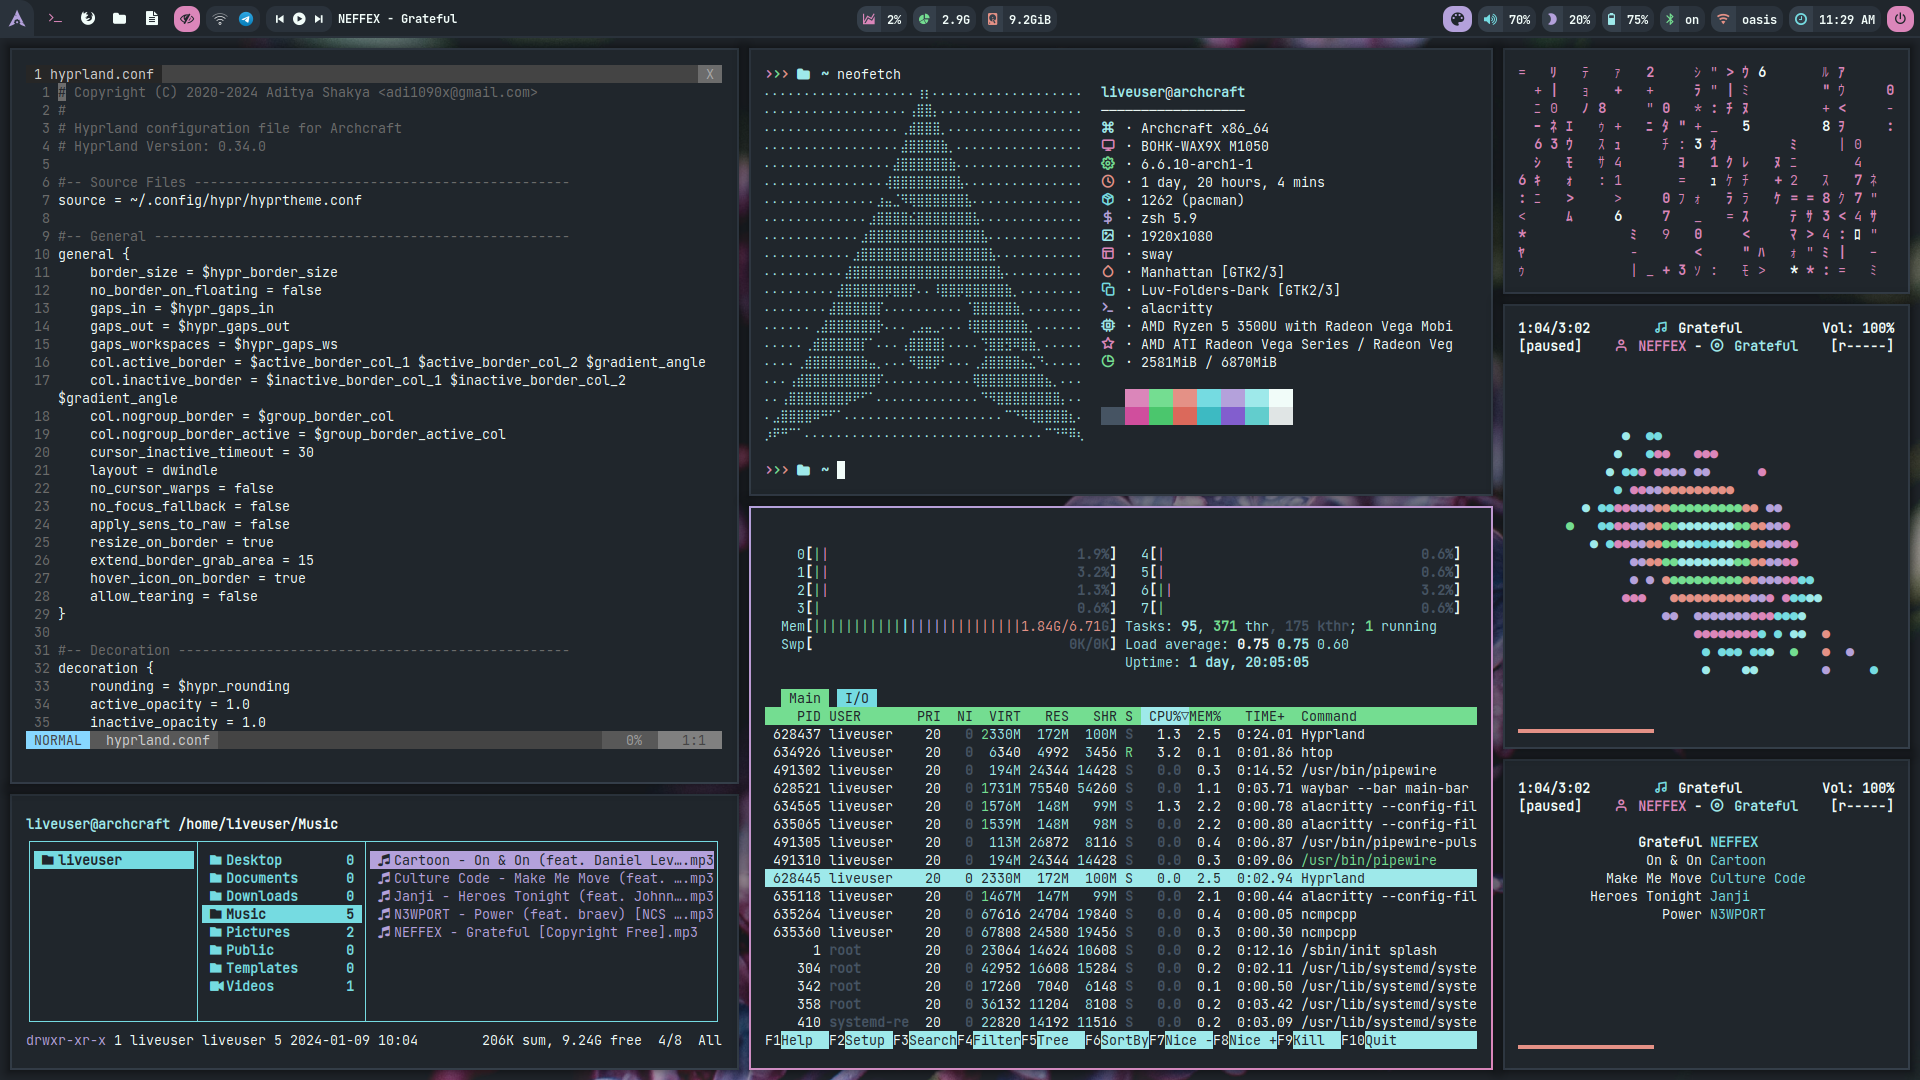 NEFFEX - Grateful
2%
2.9G
9.2GiB
70%
20%
75%
on
oasis
11:29 AM
1 hyprland.conf X
1 # Copyright (C) 2020-2024 Aditya Shakya <adi1090x@gmail.com>
2 #
3 # Hyprland configuration file for Archcraft
4 # Hyprland Version: 0.34.0
5
6 #-- Source Files -----------------------------------------------
7 source = ~/.config/hypr/hyprtheme.conf
8
9 #-- General ----------------------------------------------------
10 general {
11     border_size = $hypr_border_size
12     no_border_on_floating = false
13     gaps_in = $hypr_gaps_in
14     gaps_out = $hypr_gaps_out
15     gaps_workspaces = $hypr_gaps_ws
16     col.active_border = $active_border_col_1 $active_border_col_2 $gradient_angle
17     col.inactive_border = $inactive_border_col_1 $inactive_border_col_2
$gradient_angle
18     col.nogroup_border = $group_border_col
19     col.nogroup_border_active = $group_border_active_col
20     cursor_inactive_timeout = 30
21     layout = dwindle
22     no_cursor_warps = false
23     no_focus_fallback = false
24     apply_sens_to_raw = false
25     resize_on_border = true
26     extend_border_grab_area = 15
27     hover_icon_on_border = true
28     allow_tearing = false
29 }
30
31 #-- Decoration -------------------------------------------------
32 decoration {
33     rounding = $hypr_rounding
34     active_opacity = 1.0
35     inactive_opacity = 1.0
NORMAL hyprland.conf 0% 1:1
liveuser@archcraft /home/liveuser/Music
liveuser
Desktop 0
Documents 0
Downloads 0
Music 5
Pictures 2
Public 0
Templates 0
Videos 1
Cartoon - On & On (feat. Daniel Lev….mp3
Culture Code - Make Me Move (feat. ….mp3
Janji - Heroes Tonight (feat. Johnn….mp3
N3WPORT - Power (feat. braev) [NCS ….mp3
NEFFEX - Grateful [Copyright Free].mp3
drwxr-xr-x 1 liveuser liveuser 5 2024-01-09 10:04 206K sum, 9.24G free 4/8 All
>>> ~ neofetch
liveuser@archcraft
· Archcraft x86_64
· BOHK-WAX9X M1050
· 6.6.10-arch1-1
· 1 day, 20 hours, 4 mins
· 1262 (pacman)
· zsh 5.9
· 1920x1080
· sway
· Manhattan [GTK2/3]
· Luv-Folders-Dark [GTK2/3]
· alacritty
· AMD Ryzen 5 3500U with Radeon Vega Mobi
· AMD ATI Radeon Vega Series / Radeon Veg
· 2581MiB / 6870MiB
>>> ~
0[|| 1.9%] 4[| 0.6%]
1[|| 3.2%] 5[| 0.6%]
2[|| 1.3%] 6[|| 3.2%]
3[| 0.6%] 7[| 0.6%]
Mem[||||||||||||||||||||||||||1.84G/6.71G] Tasks: 95, 371 thr, 175 kthr; 1 running
Swp[ 0K/0K] Load average: 0.75 0.75 0.60
Uptime: 1 day, 20:05:05
Main I/O
PID USER PRI NI VIRT RES SHR S CPU%▽MEM% TIME+ Command
628437 liveuser 20 0 2330M 172M 100M S 1.3 2.5 0:24.01 Hyprland
634926 liveuser 20 0 6340 4992 3456 R 3.2 0.1 0:01.86 htop
491302 liveuser 20 0 194M 24344 14428 S 0.0 0.3 0:14.52 /usr/bin/pipewire
628521 liveuser 20 0 1731M 75540 54260 S 0.0 1.1 0:03.71 waybar --bar main-bar
634565 liveuser 20 0 1576M 148M 99M S 1.3 2.2 0:00.78 alacritty --config-fil
635065 liveuser 20 0 1539M 148M 98M S 0.0 2.2 0:00.80 alacritty --config-fil
491305 liveuser 20 0 113M 26872 8116 S 0.0 0.4 0:06.87 /usr/bin/pipewire-puls
491310 liveuser 20 0 194M 24344 14428 S 0.0 0.3 0:09.06 /usr/bin/pipewire
628445 liveuser 20 0 2330M 172M 100M S 0.0 2.5 0:02.94 Hyprland
635118 liveuser 20 0 1467M 147M 99M S 0.0 2.1 0:00.44 alacritty --config-fil
635264 liveuser 20 0 67616 24704 19840 S 0.0 0.4 0:00.05 ncmpcpp
635360 liveuser 20 0 67808 24580 19456 S 0.0 0.3 0:00.30 ncmpcpp
1 root 20 0 23064 14624 10608 S 0.0 0.2 0:12.16 /sbin/init splash
304 root 20 0 42952 16608 15284 S 0.0 0.2 0:02.11 /usr/lib/systemd/syste
342 root 20 0 17260 7040 6148 S 0.0 0.1 0:00.50 /usr/lib/systemd/syste
358 root 20 0 36132 11204 8108 S 0.0 0.2 0:03.42 /usr/lib/systemd/syste
410 systemd-re 20 0 22820 14192 11516 S 0.0 0.2 0:03.09 /usr/lib/systemd/syste
F1Help F2Setup F3SearchF4FilterF5Tree F6SortByF7Nice -F8Nice +F9Kill F10Quit
1:04/3:02 Grateful Vol: 100%
[paused] NEFFEX - Grateful [r-----]
1:04/3:02 Grateful Vol: 100%
[paused] NEFFEX - Grateful [r-----]
Grateful NEFFEX
On & On Cartoon
Make Me Move Culture Code
Heroes Tonight Janji
Power N3WPORT